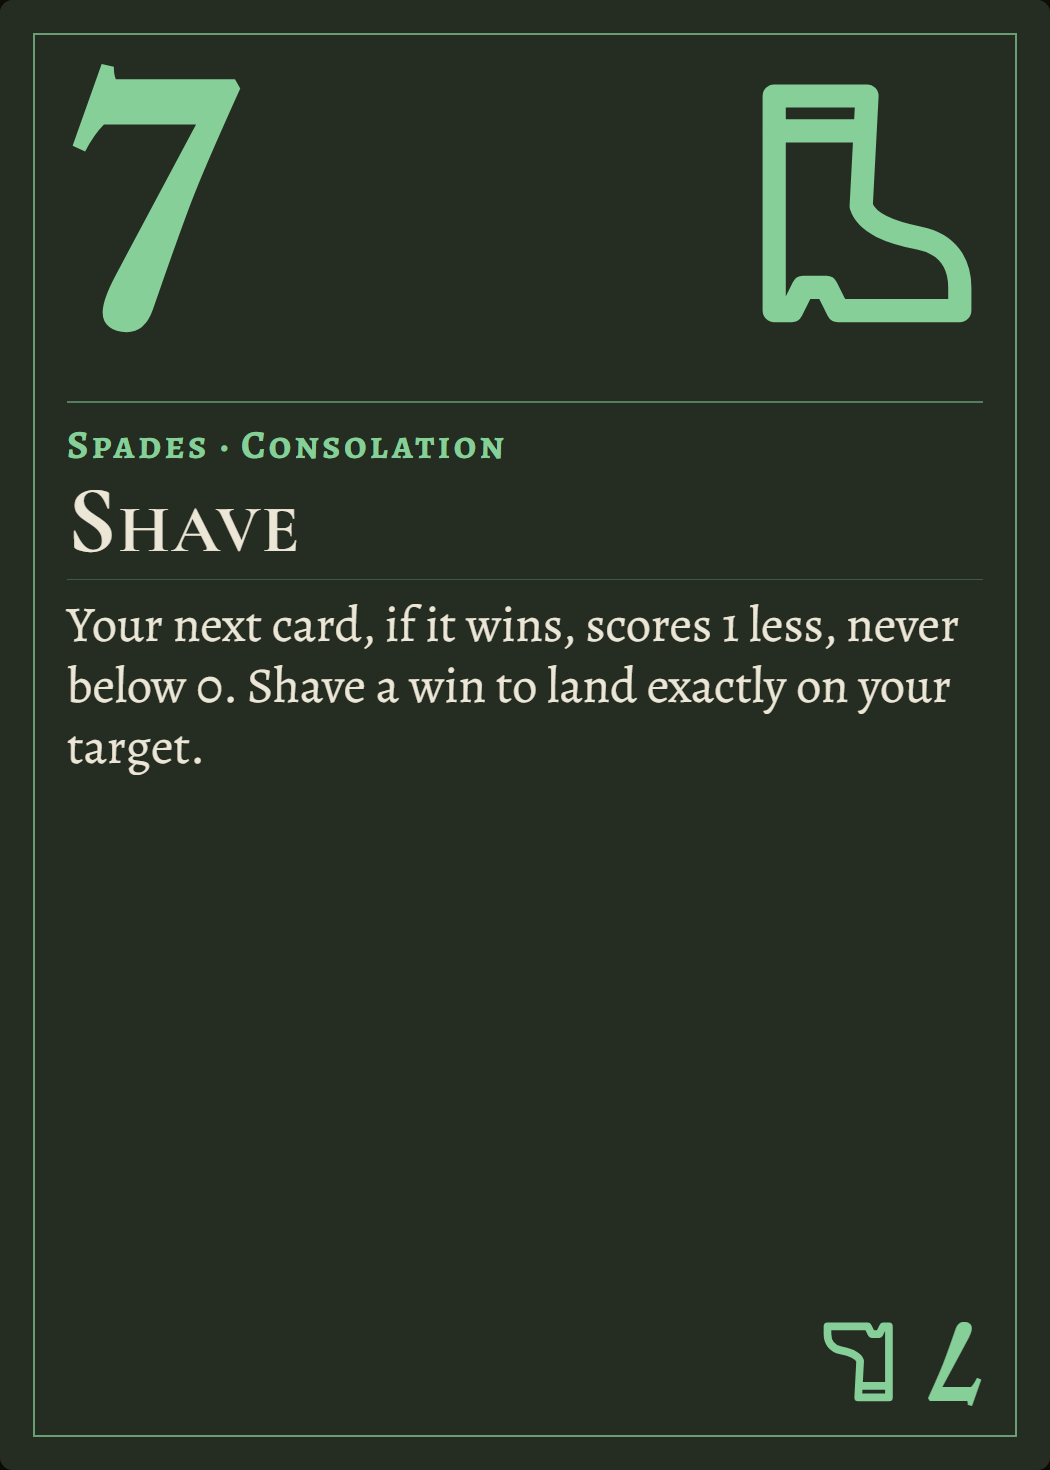 7
Spades · Consolation
Shave
Your next card, if it wins, scores 1 less, never
below 0. Shave a win to land exactly on your
target.
7